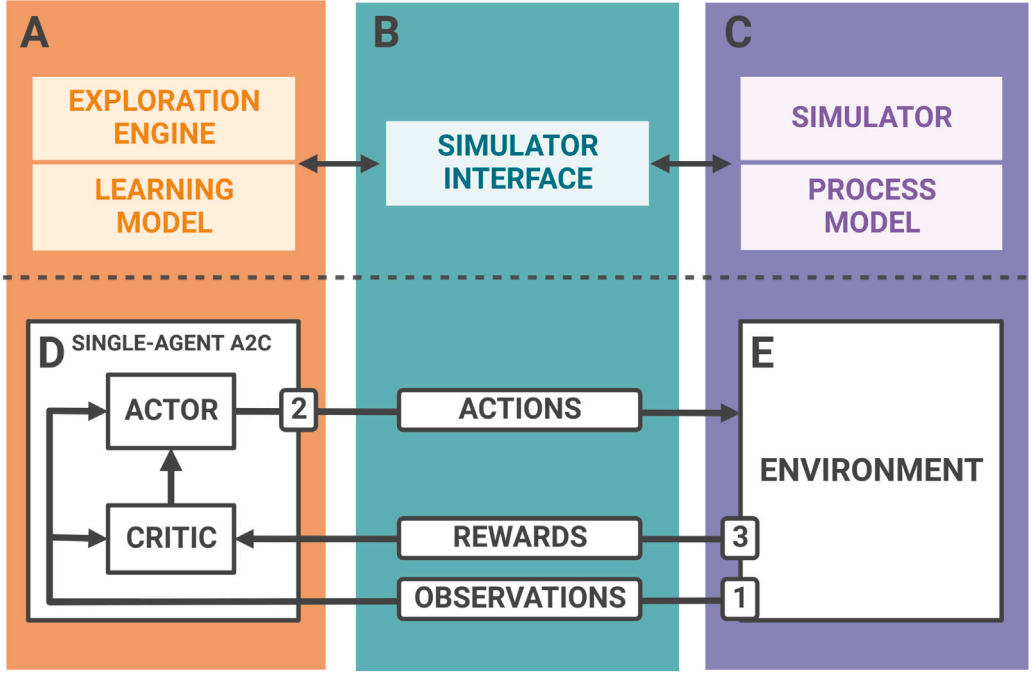 A
B
C
EXPLORATION
ENGINE
LEARNING
MODEL
SIMULATOR
INTERFACE
SIMULATOR
PROCESS
MODEL
D
SINGLE-AGENT A2C
ACTOR
CRITIC
2
ACTIONS
REWARDS
OBSERVATIONS
E
ENVIRONMENT
3
1